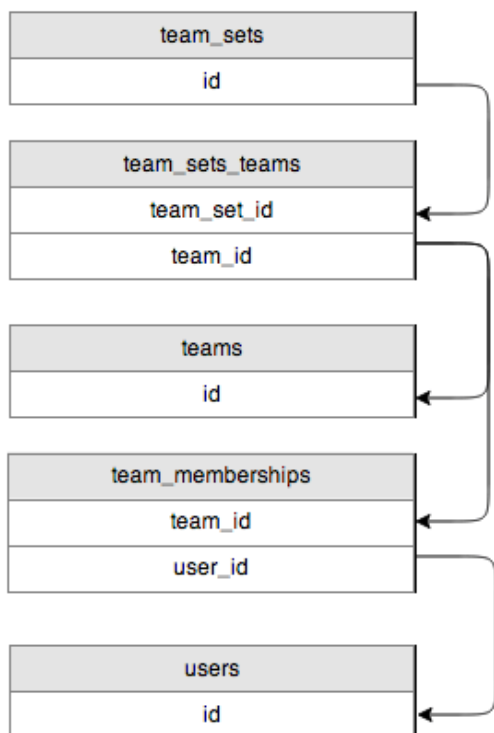 team_sets
id
team_sets_teams
team_set_id
team_id
teams
id
team_memberships
team_id
user_id
users
id